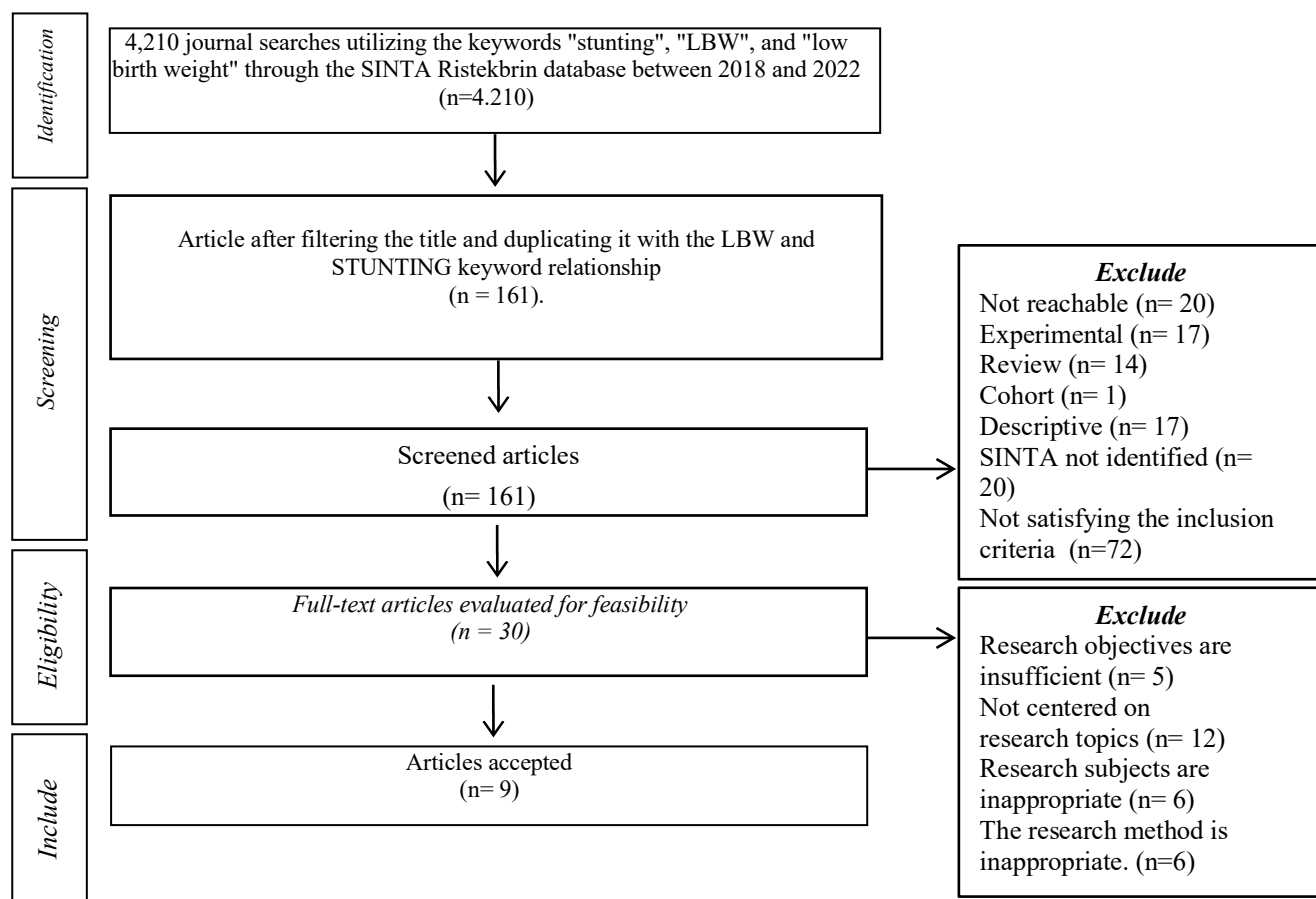 Identification
4,210 journal searches utilizing the keywords "stunting", "LBW", and "low
birth weight" through the SINTA Ristekbrin database between 2018 and 2022
(n=4.210)
Screening
Article after filtering the title and duplicating it with the LBW and
STUNTING keyword relationship
(n = 161).
Screened articles
(n= 161)
Exclude
Not reachable (n= 20)
Experimental (n= 17)
Review (n= 14)
Cohort (n= 1)
Descriptive (n= 17)
SINTA not identified (n=
20)
Not satisfying the inclusion
criteria (n=72)
Eligibility
Full-text articles evaluated for feasibility
(n = 30)
Exclude
Research objectives are
insufficient (n= 5)
Not centered on
research topics (n= 12)
Research subjects are
inappropriate (n= 6)
The research method is
inappropriate. (n=6)
Include
Articles accepted
(n= 9)